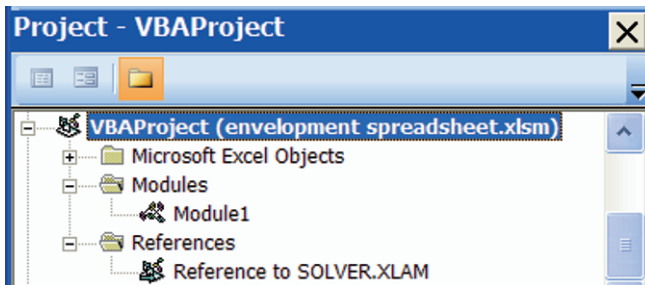 Project - VBAProject
VBAProject (envelopment spreadsheet.xlsm)
Microsoft Excel Objects
Modules
Module1
References
Reference to SOLVER.XLAM